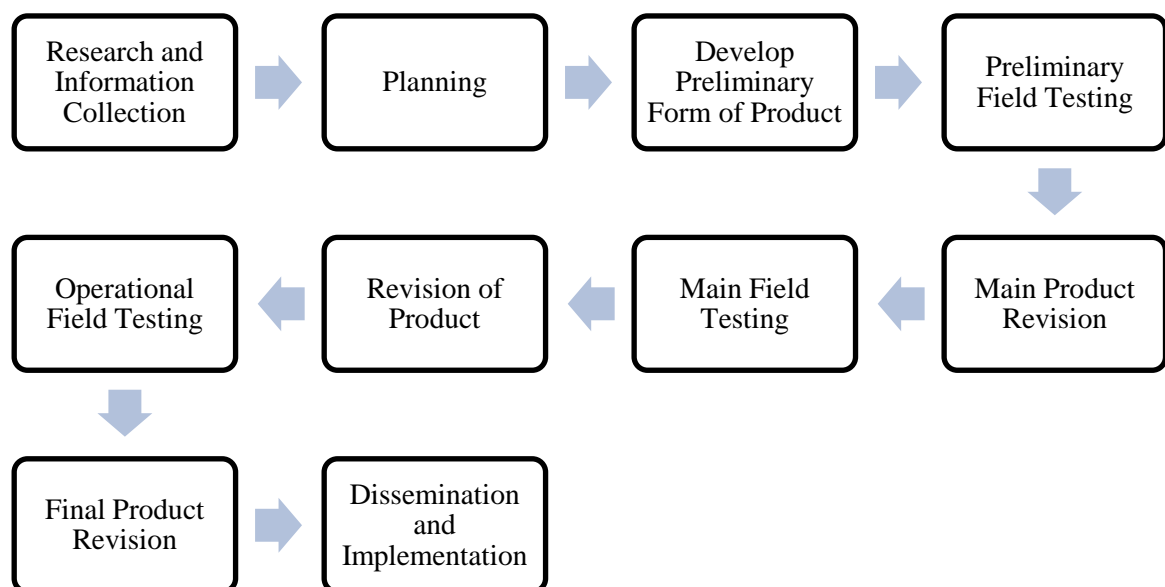 Research and
Information
Collection
Planning
Develop
Preliminary
Form of Product
Preliminary
Field Testing
Main Product
Revision
Main Field
Testing
Revision of
Product
Operational
Field Testing
Final Product
Revision
Dissemination
and
Implementation